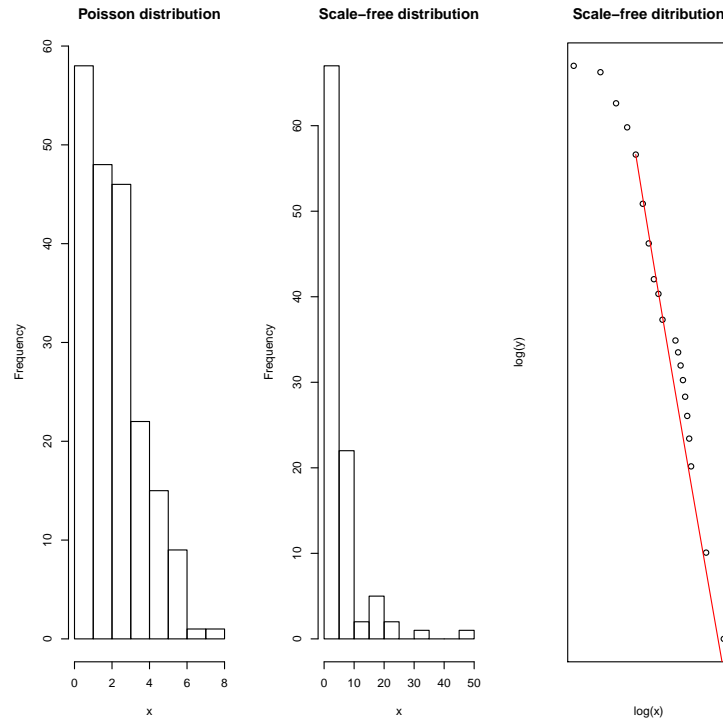 Poisson distribution
Frequency
60
50
40
30
20
10
0
0 2 4 6 8
x
Scale−free distribution
Frequency
60
50
40
30
20
10
0
0 10 20 30 40 50
x
Scale−free ditribution
log(y)
log(x)